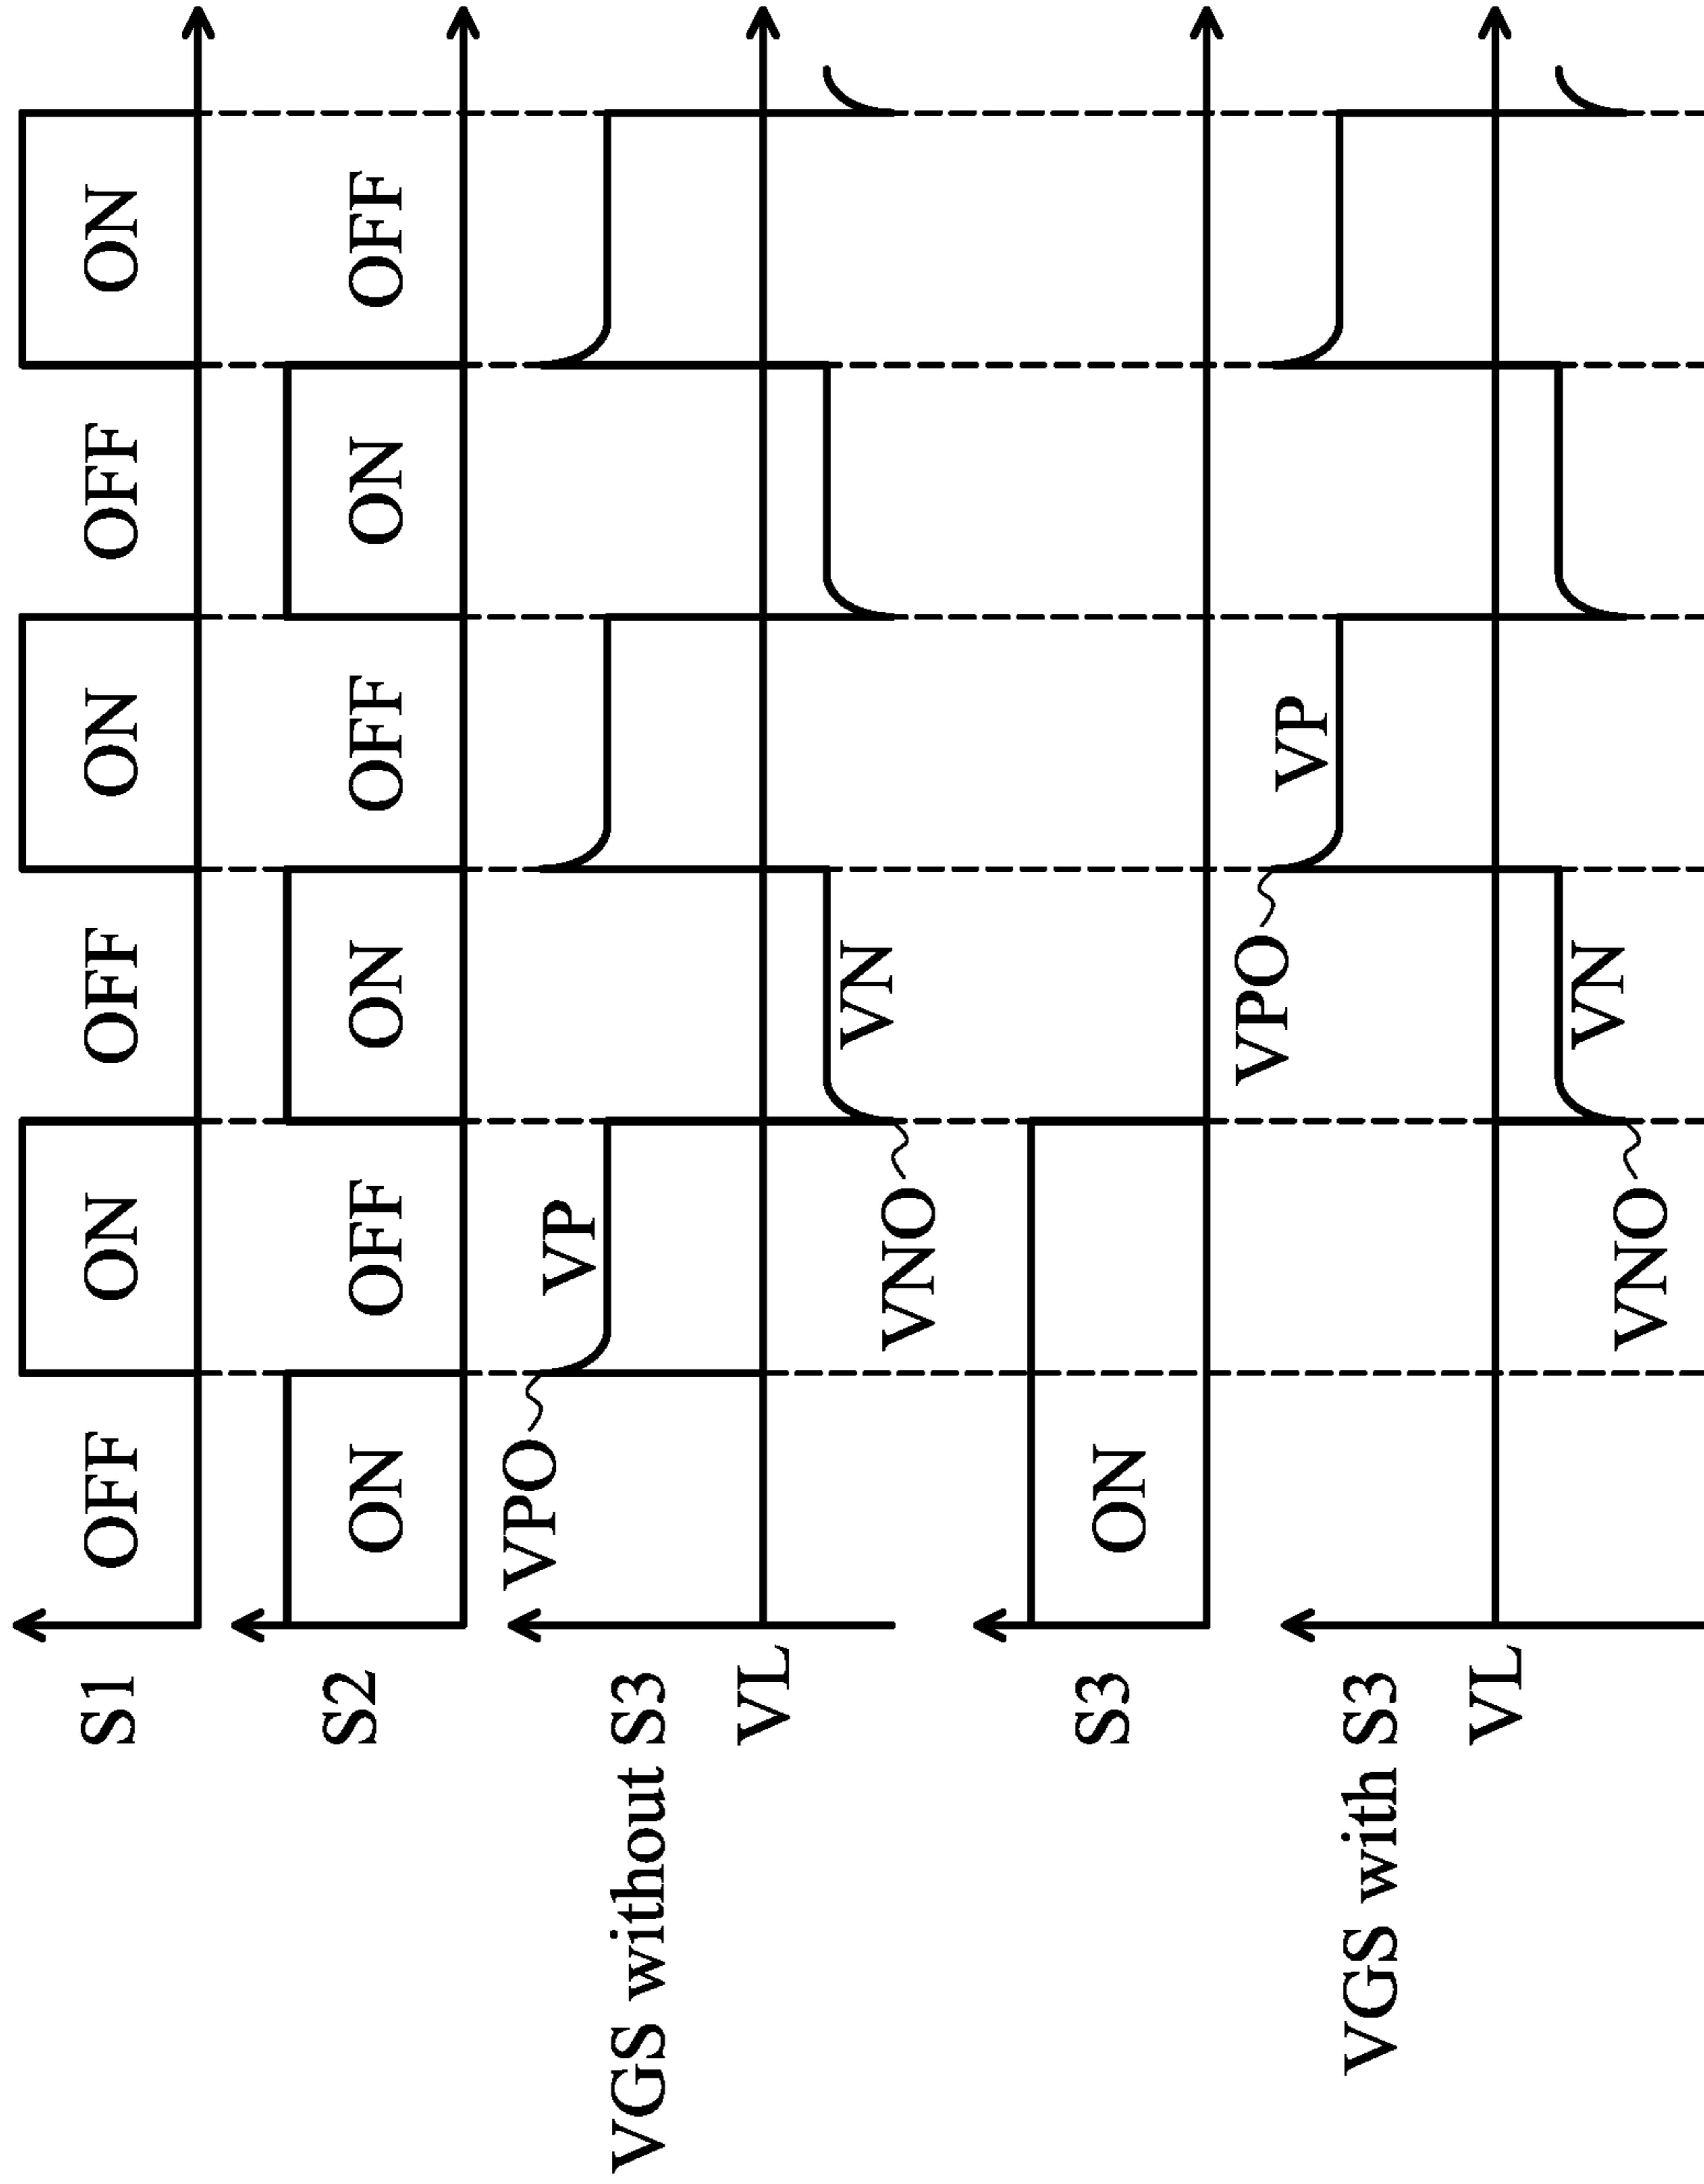 S1
OFF
ON
OFF
ON
OFF
ON
S2
ON
OFF
ON
OFF
ON
OFF
VPO
VP
VGS without S3
VL
VN
VNO
S3
ON
VPO
VP
VGS with S3
VL
VN
VNO